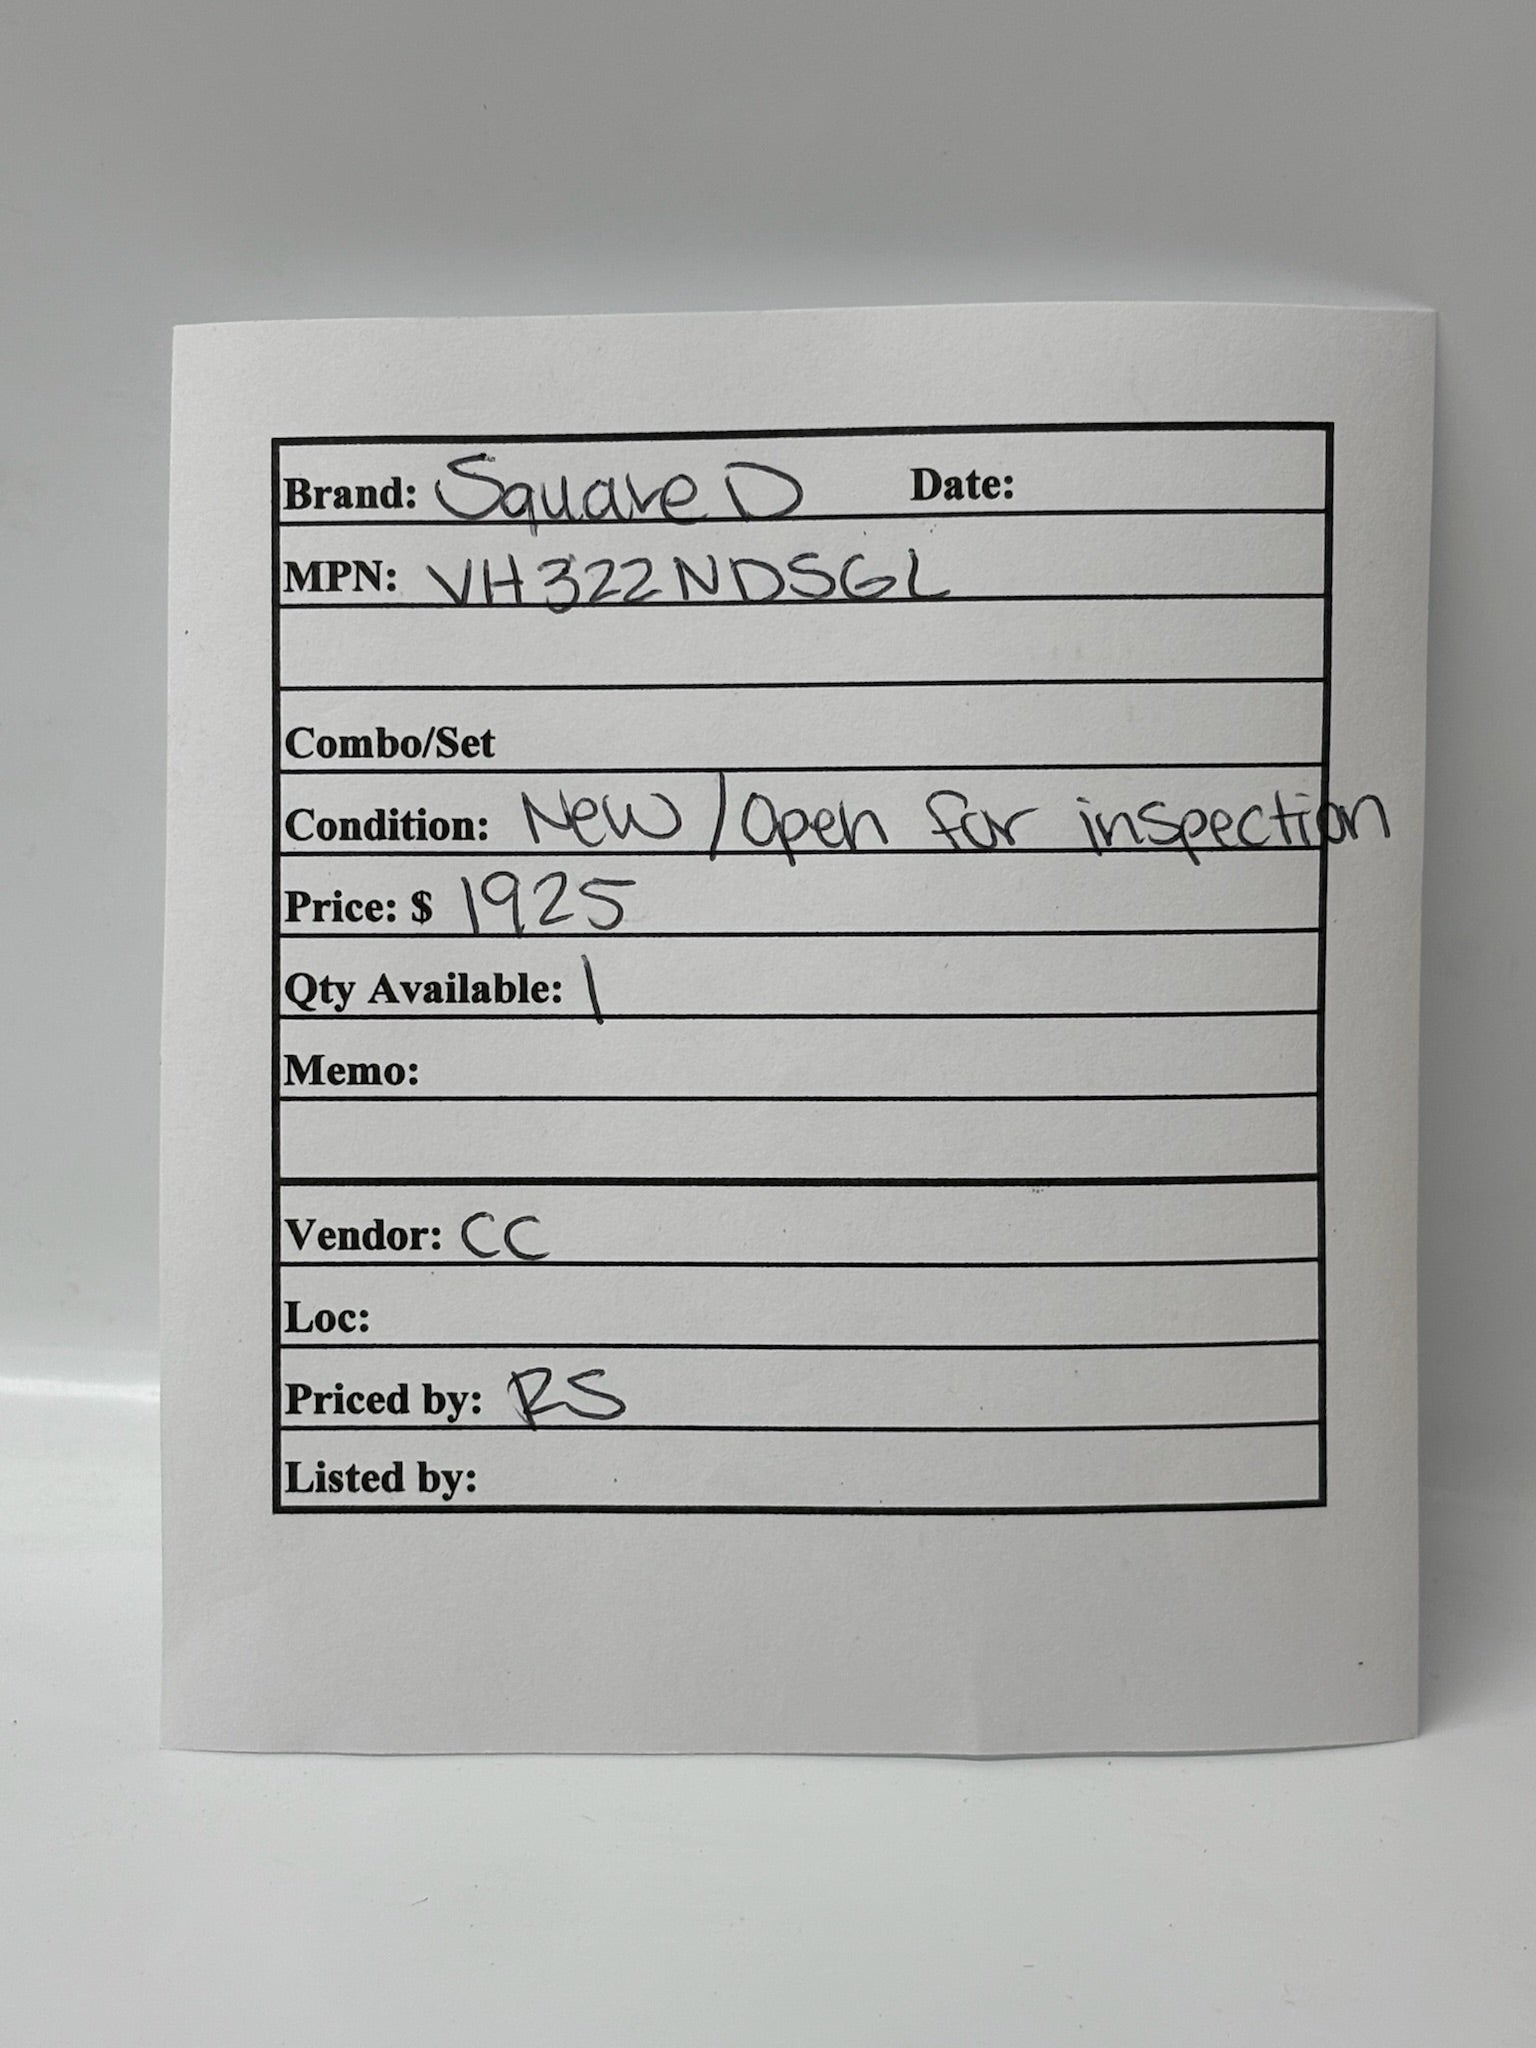 Brand: Square D Date:
MPN: VH322NDSGL
Combo/Set
Condition: New / Open for inspection
Price: $ 1925
Qty Available: 1
Memo:
Vendor: CC
Loc:
Priced by: RS
Listed by: